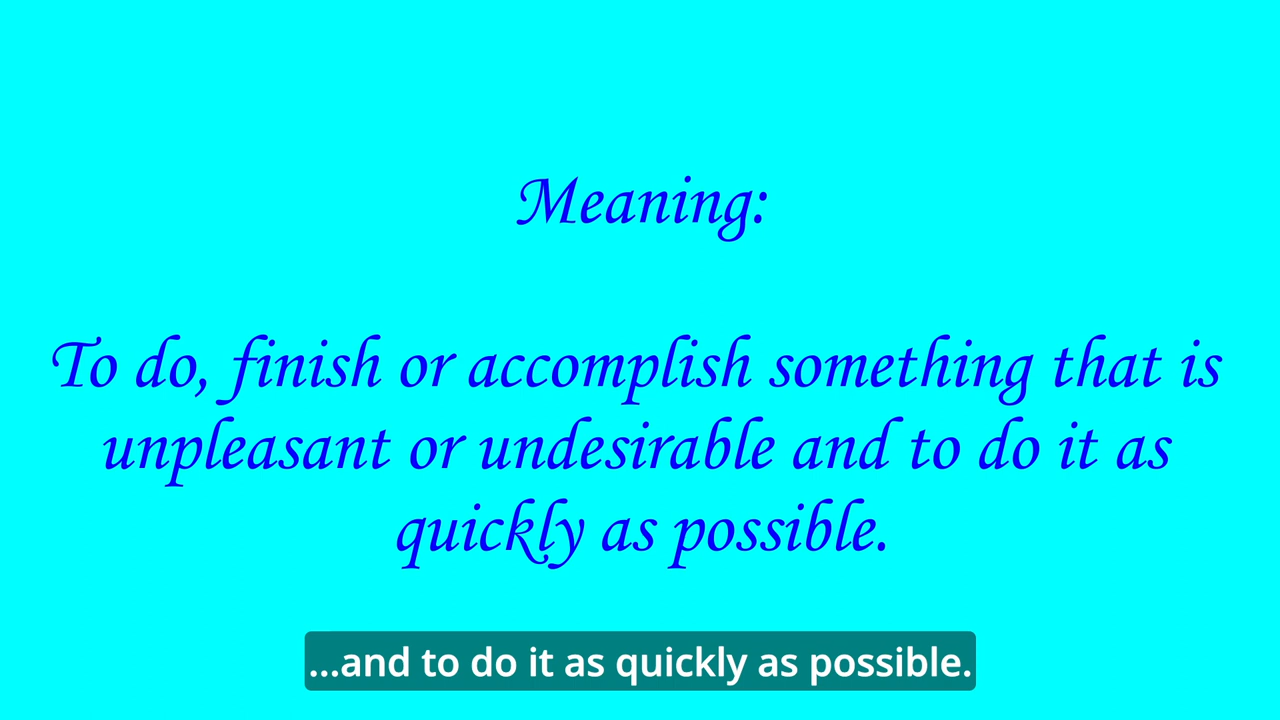 Meaning:
To do, finish or accomplish something that is
unpleasant or undesirable and to do it as
quickly as possible.
...and to do it as quickly as possible.